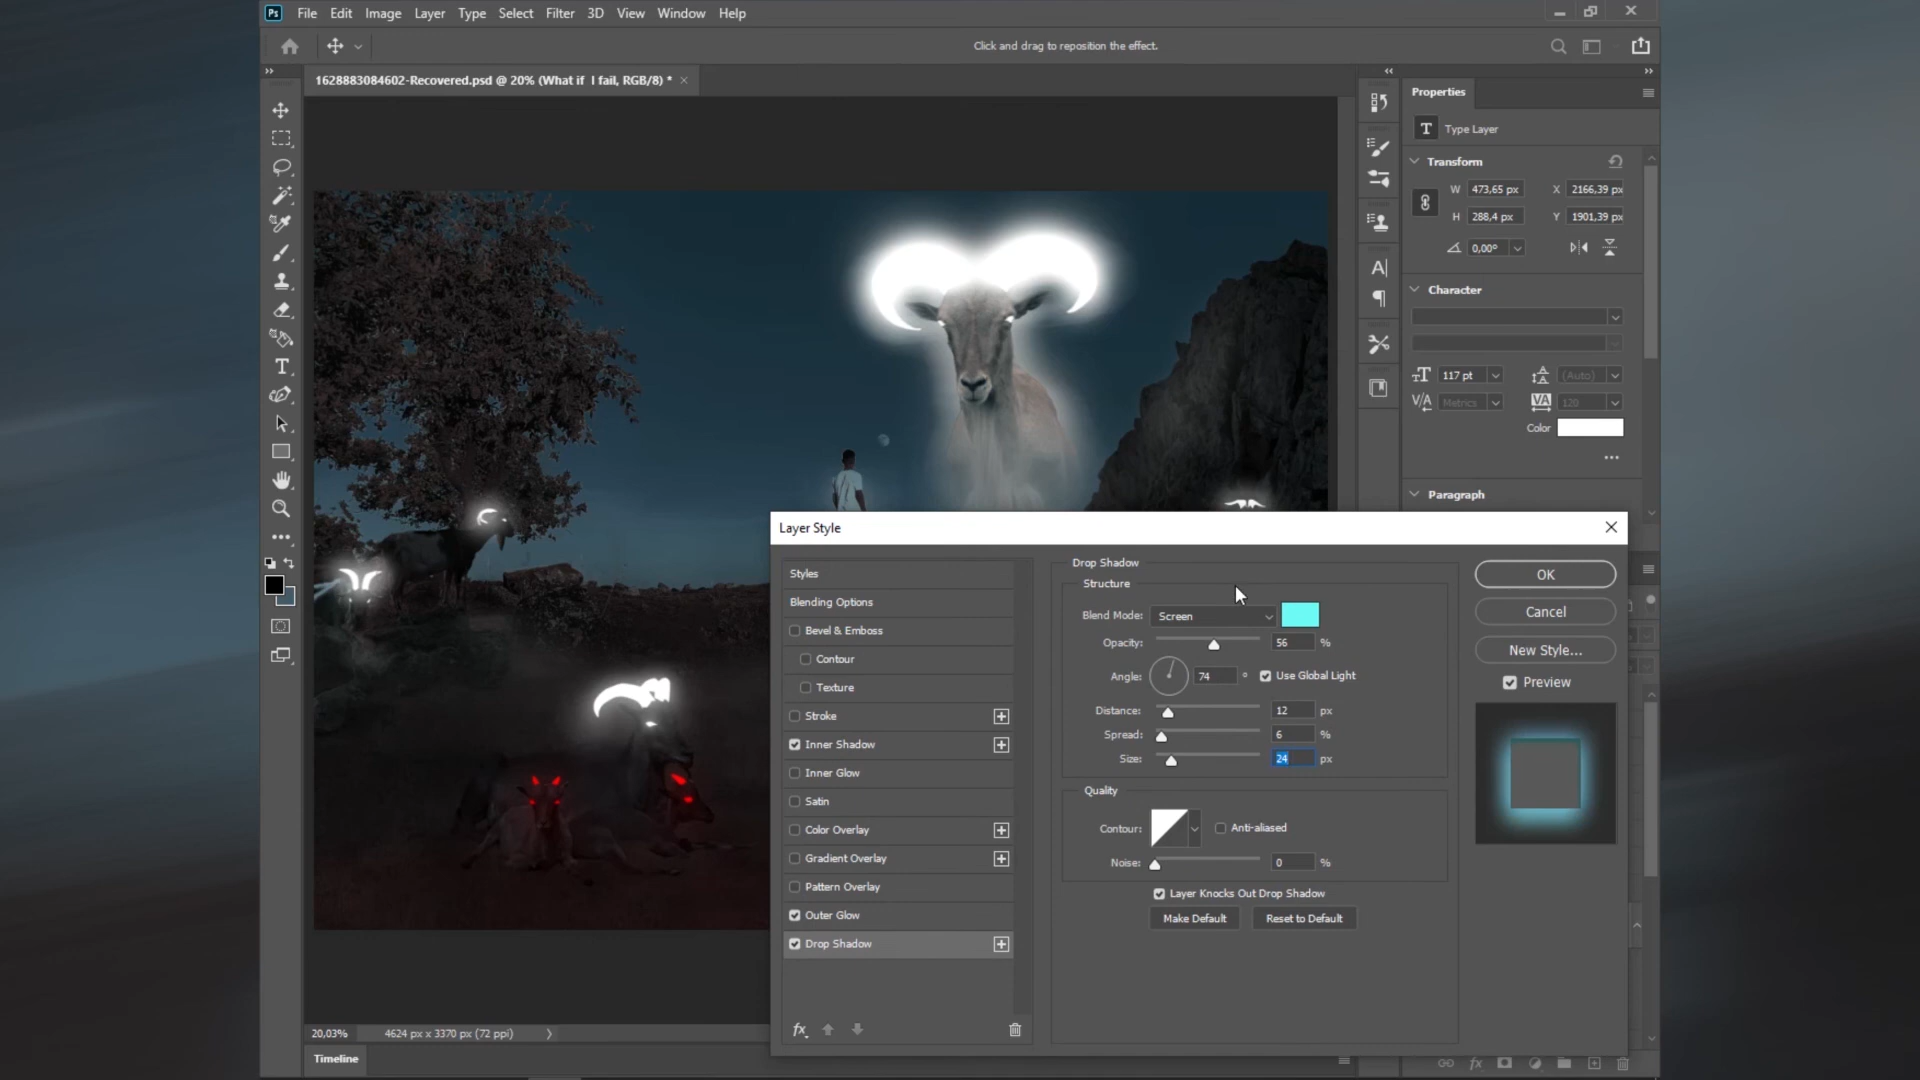 Ps File Edit Image Layer Type Select Filter 3D View Window Help
Click and drag to reposition the effect.
1628883084602-Recovered.psd @ 20% (What if I fail, RGB/8) *
Properties
T Type Layer
Transform
W 473,65 px X 2166,39 px
H 288,4 px Y 1901,39 px
0,00°
Character
117 pt (Auto)
Metrics 120
Color
Paragraph
Layer Style
Styles
Blending Options
Bevel & Emboss
Contour
Texture
Stroke
Inner Shadow
Inner Glow
Satin
Color Overlay
Gradient Overlay
Pattern Overlay
Outer Glow
Drop Shadow
fx
Drop Shadow
Structure
Blend Mode: Screen
Opacity: 56 %
Angle: 74 ° Use Global Light
Distance: 12 px
Spread: 6 %
Size: 24 px
Quality
Contour: Anti-aliased
Noise: 0 %
Layer Knocks Out Drop Shadow
Make Default Reset to Default
OK
Cancel
New Style...
Preview
20,03% 4624 px x 3370 px (72 ppi)
Timeline
fx